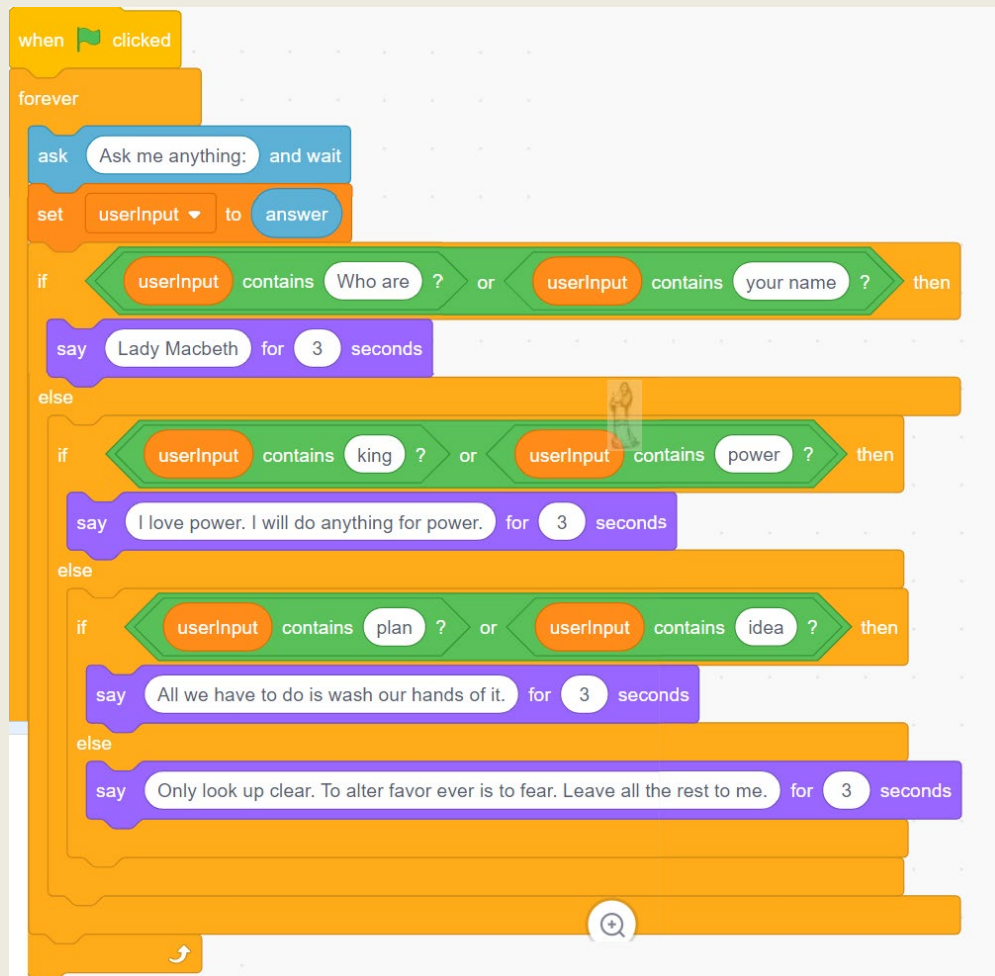 when clicked
forever
ask Ask me anything: and wait
set userInput to answer
if userInput contains Who are ? or userInput contains your name ? then
say Lady Macbeth for 3 seconds
else
if userInput contains king ? or userInput contains power ? then
say I love power. I will do anything for power. for 3 seconds
else
if userInput contains plan ? or userInput contains idea ? then
say All we have to do is wash our hands of it. for 3 seconds
else
say Only look up clear. To alter favor ever is to fear. Leave all the rest to me. for 3 seconds